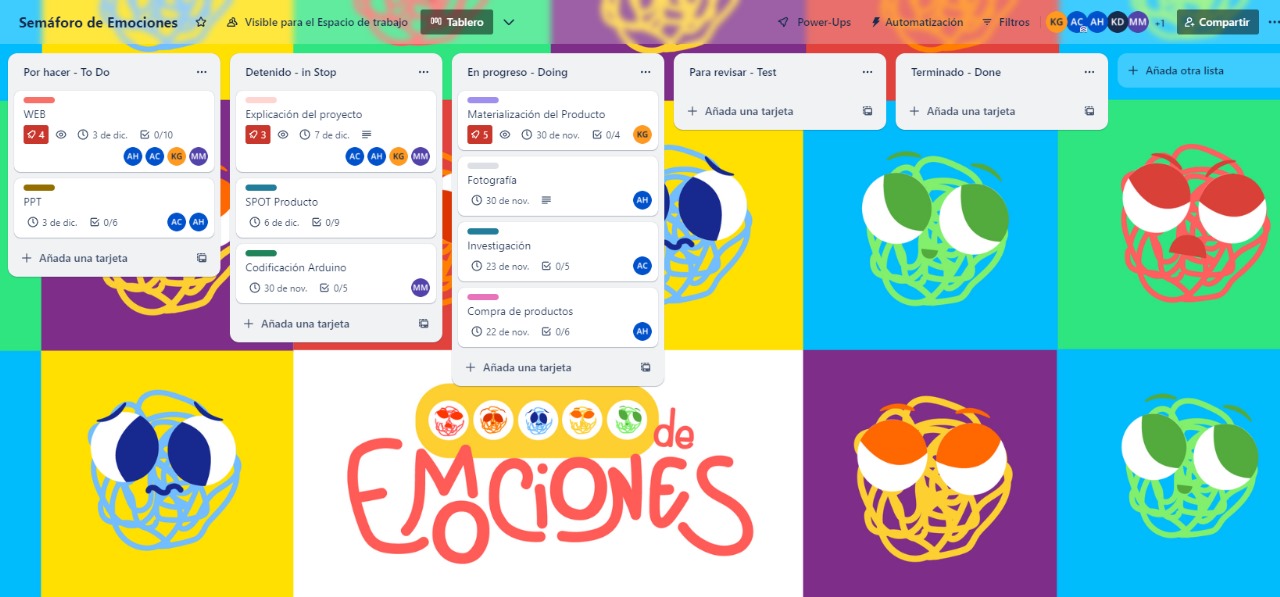 Semáforo de Emociones
Visible para el Espacio de trabajo
Tablero
Power-Ups
Automatización
Filtros
KG AC AH KD MM +1
Compartir
Por hacer - To Do
WEB
4 3 de dic. 0/10
AH AC KG MM
PPT
3 de dic. 0/6 AC AH
Añada una tarjeta
Detenido - in Stop
Explicación del proyecto
3 7 de dic.
AC AH KG MM
SPOT Producto
6 de dic. 0/9
Codificación Arduino
30 de nov. 0/5 MM
Añada una tarjeta
En progreso - Doing
Materialización del Producto
5 30 de nov. 0/4 KG
Fotografía
30 de nov. AH
Investigación
23 de nov. 0/5 AC
Compra de productos
22 de nov. 0/6 AH
Añada una tarjeta
Para revisar - Test
Añada una tarjeta
Terminado - Done
Añada una tarjeta
Añada otra lista
de
EMOCIONES